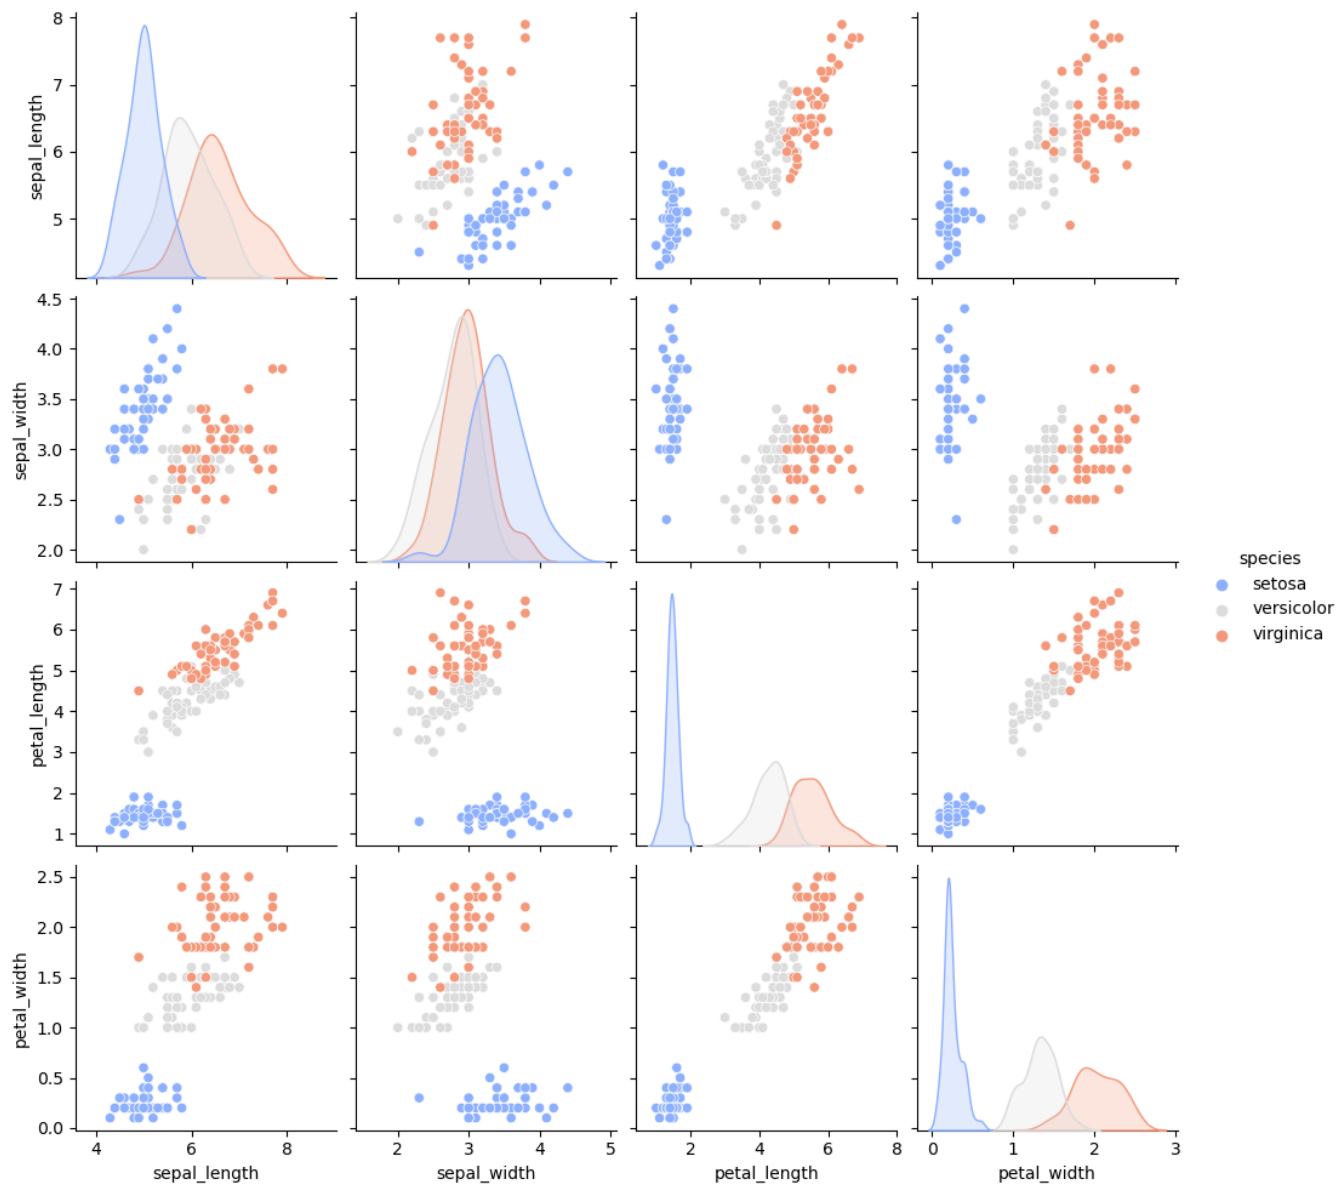 8
7
6
5
sepal_length
4.5
4.0
3.5
3.0
2.5
2.0
sepal_width
species
setosa
versicolor
virginica
7
6
5
4
3
2
1
petal_length
2.5
2.0
1.5
1.0
0.5
0.0
petal_width
4 6 8
sepal_length
2 3 4 5
sepal_width
2 4 6 8
petal_length
0 1 2 3
petal_width